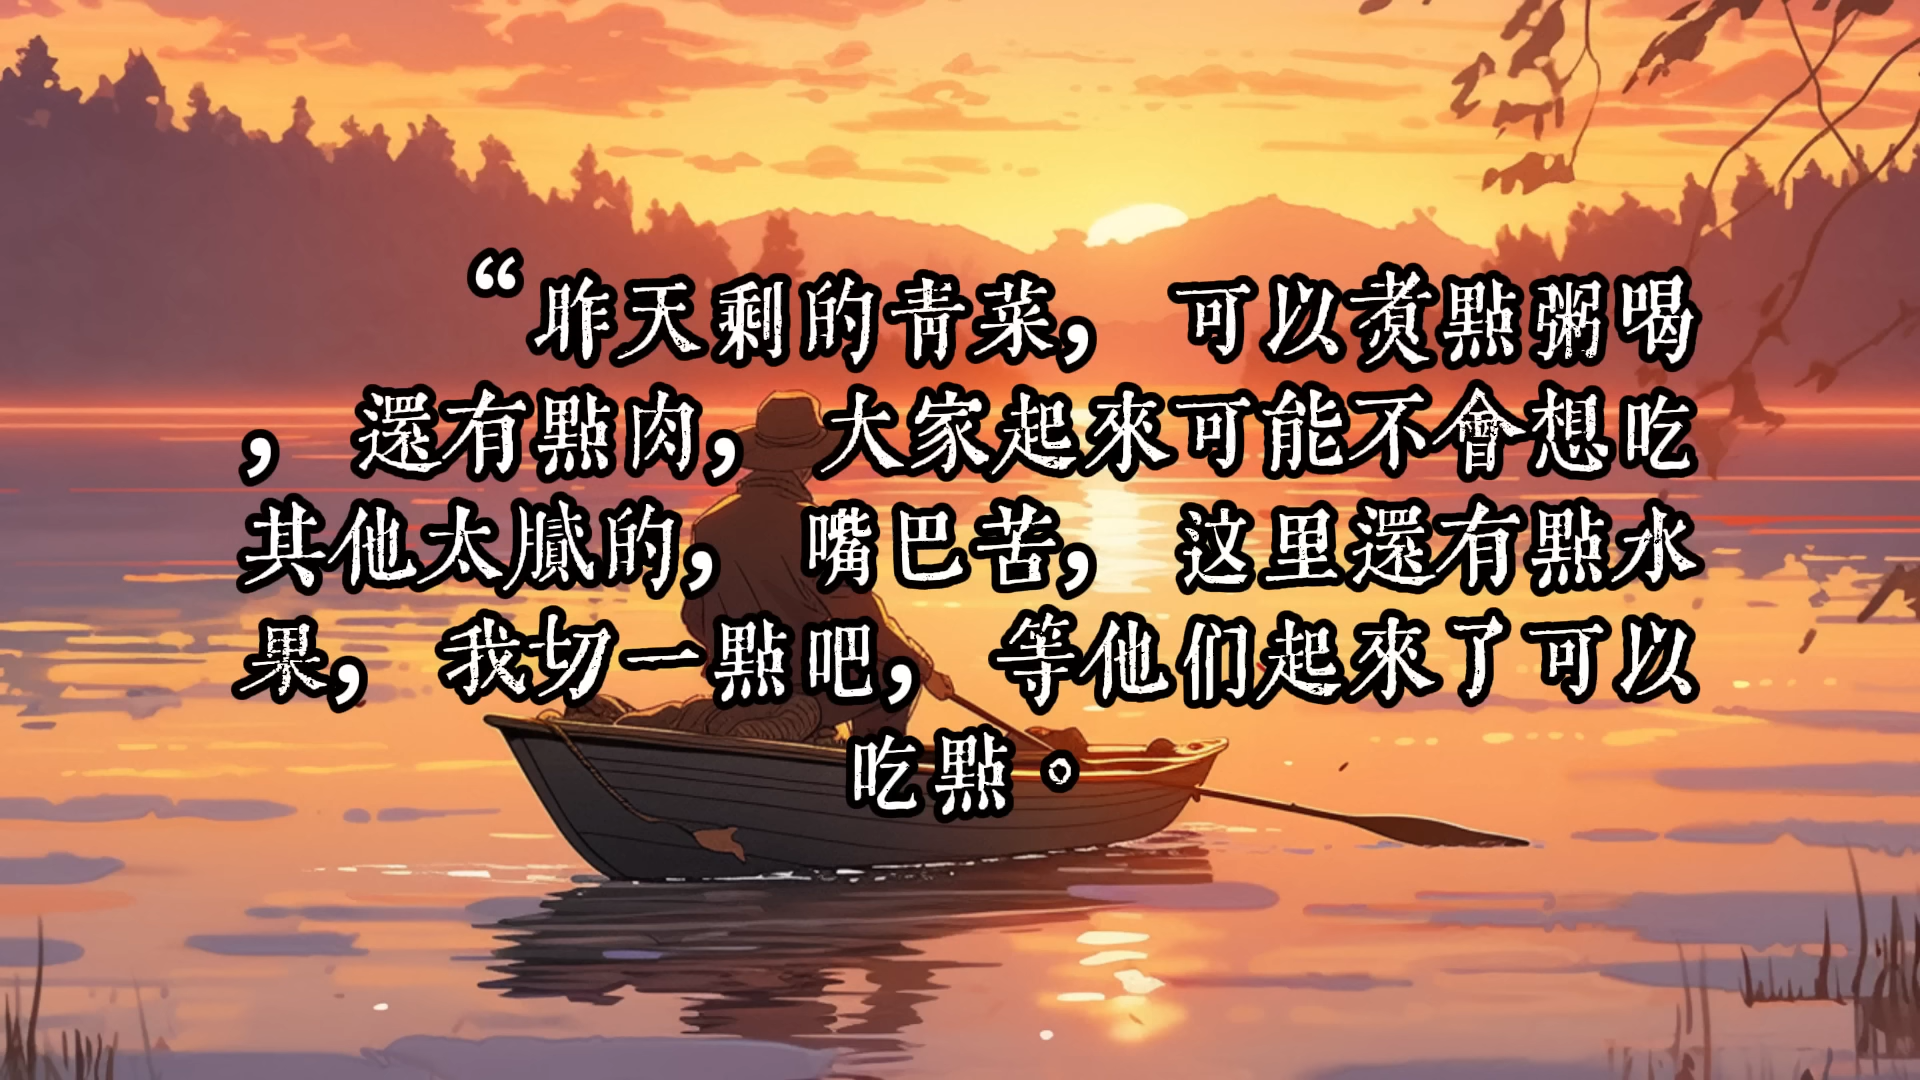 “昨天剩的青菜， 可以煑點粥喝
， 還有點肉， 大家起來可能不會想吃
其他太膩的， 嘴巴苦， 这里還有點水
果， 我切一點吧， 等他们起來了可以
吃點。